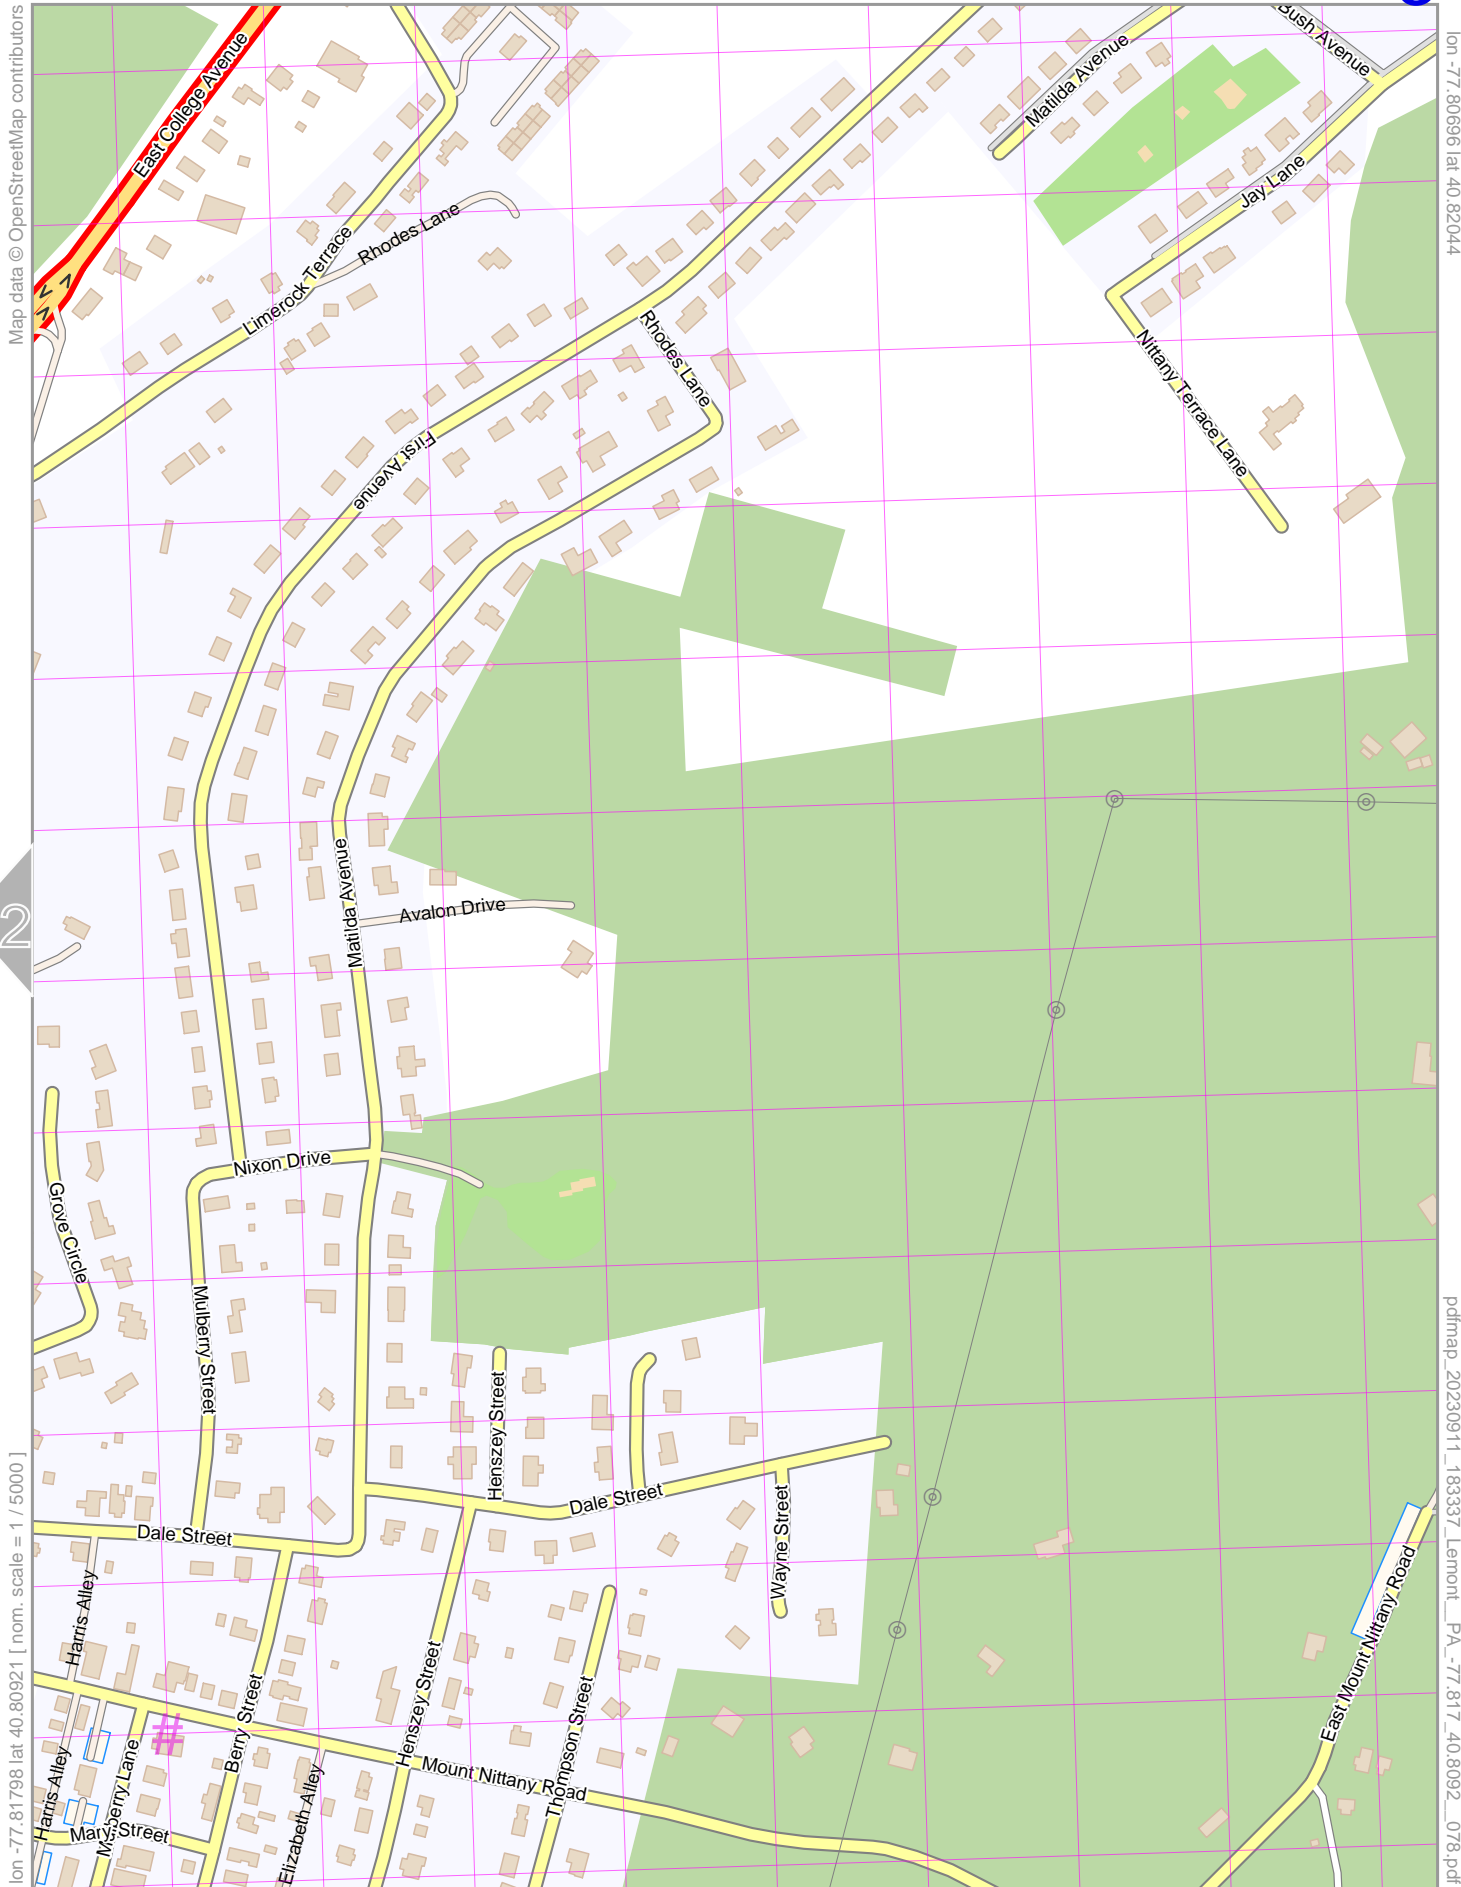 Map data © OpenStreetMap contributors
lon -77.80696 lat 40.82044
East College Avenue
Matilda Avenue
Bush Avenue
Jay Lane
Rhodes Lane
Limerock Terrace
Rhodes Lane
Nittany Terrace Lane
First Avenue
Matilda Avenue
Avalon Drive
2
Nixon Drive
Grove Circle
Mulberry Street
Henszey Street
Dale Street
Dale Street
Wayne Street
Harris Alley
East Mount Nittany Road
Berry Street
Henszey Street
Thompson Street
#
Mount Nittany Road
Harris Alley
Mulberry Lane
Mary Street
Elizabeth Alley
lon -77.81798 lat 40.80921 [ nom. scale = 1 / 5000 ]
pdfmap_20230911_183337_Lemont__PA_-77.817_40.8092__078.pdf